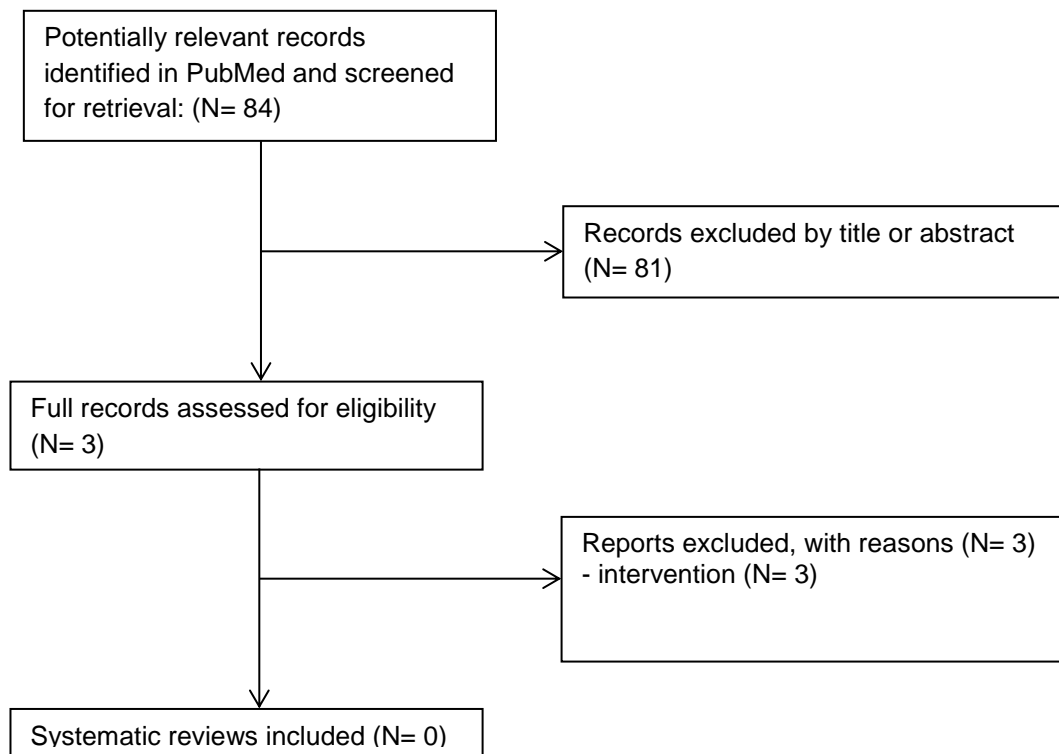 Potentially relevant records
identified in PubMed and screened
for retrieval: (N= 84)
Records excluded by title or abstract
(N= 81)
Full records assessed for eligibility
(N= 3)
Reports excluded, with reasons (N= 3)
- intervention (N= 3)
Systematic reviews included (N= 0)